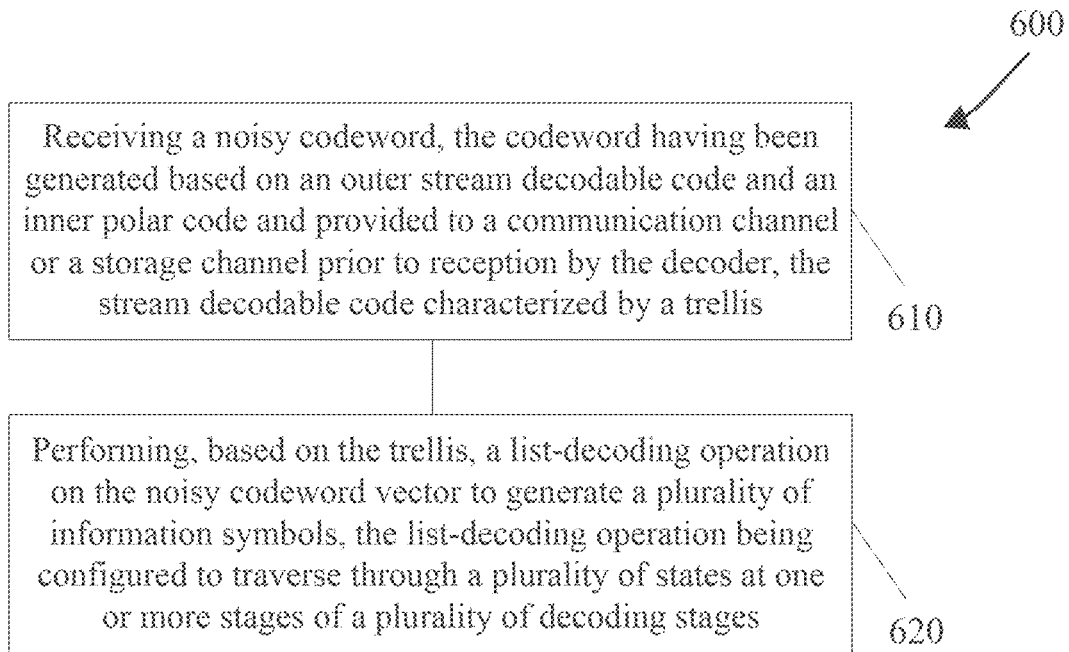 600
Receiving a noisy codeword, the codeword having been
generated based on an outer stream decodable code and an
inner polar code and provided to a communication channel
or a storage channel prior to reception by the decoder, the
stream decodable code characterized by a trellis
610
Performing, based on the trellis, a list-decoding operation
on the noisy codeword vector to generate a plurality of
information symbols, the list-decoding operation being
configured to traverse through a plurality of states at one
or more stages of a plurality of decoding stages
620